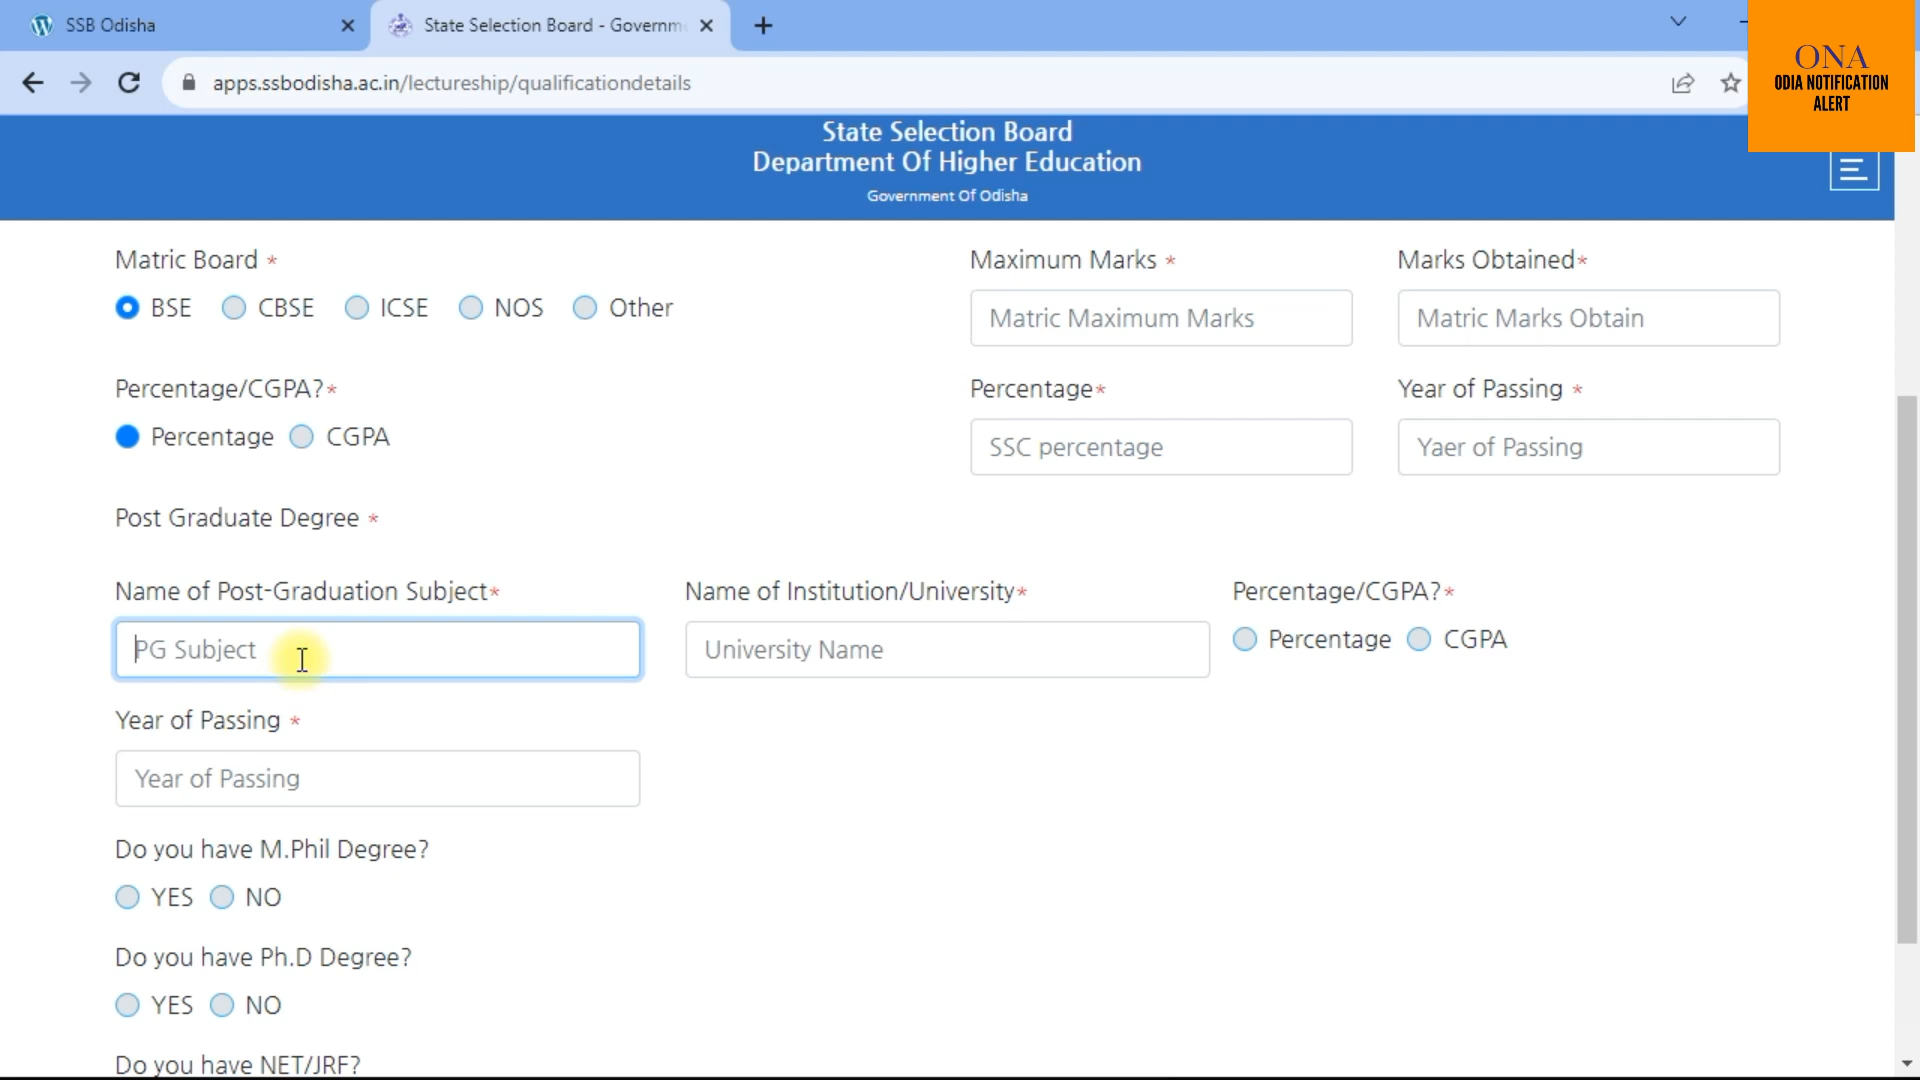 SSB Odisha
State Selection Board - Governm
ONA
ODIA NOTIFICATION
ALERT
apps.ssbodisha.ac.in/lectureship/qualificationdetails
State Selection Board
Department Of Higher Education
Government Of Odisha
Matric Board *
Maximum Marks *
Marks Obtained*
BSE CBSE ICSE NOS Other
Matric Maximum Marks
Matric Marks Obtain
Percentage/CGPA?*
Percentage*
Year of Passing *
Percentage CGPA
SSC percentage
Yaer of Passing
Post Graduate Degree *
Name of Post-Graduation Subject*
Name of Institution/University*
Percentage/CGPA?*
PG Subject
University Name
Percentage CGPA
Year of Passing *
Year of Passing
Do you have M.Phil Degree?
YES NO
Do you have Ph.D Degree?
YES NO
Do you have NET/JRF?